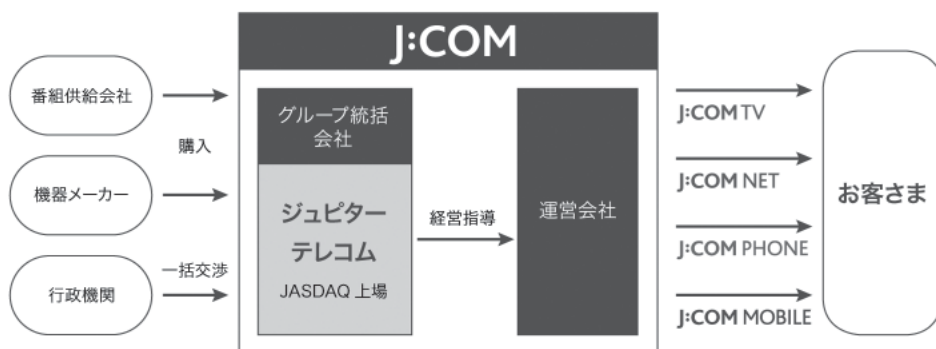 J:COM
番組供給会社
購入
機器メーカー
一括交渉
行政機関
グループ統括
会社
ジュピター
テレコム
JASDAQ 上場
経営指導
運営会社
J:COM TV
J:COM NET
J:COM PHONE
J:COM MOBILE
お客さま